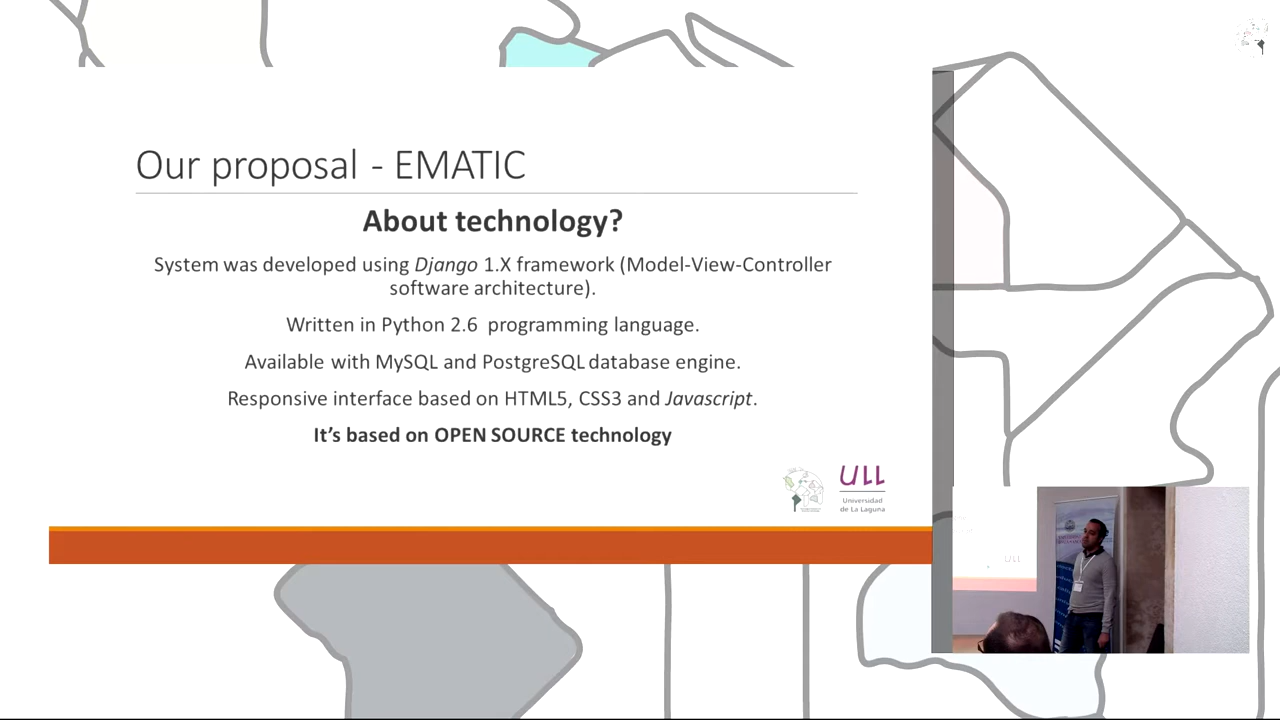 Our proposal - EMATIC
About technology?
System was developed using Django 1.X framework (Model-View-Controller
software architecture).
Written in Python 2.6 programming language.
Available with MySQL and PostgreSQL database engine.
Responsive interface based on HTML5, CSS3 and Javascript.
It's based on OPEN SOURCE technology
ULL
Universidad
de La Laguna
ULL